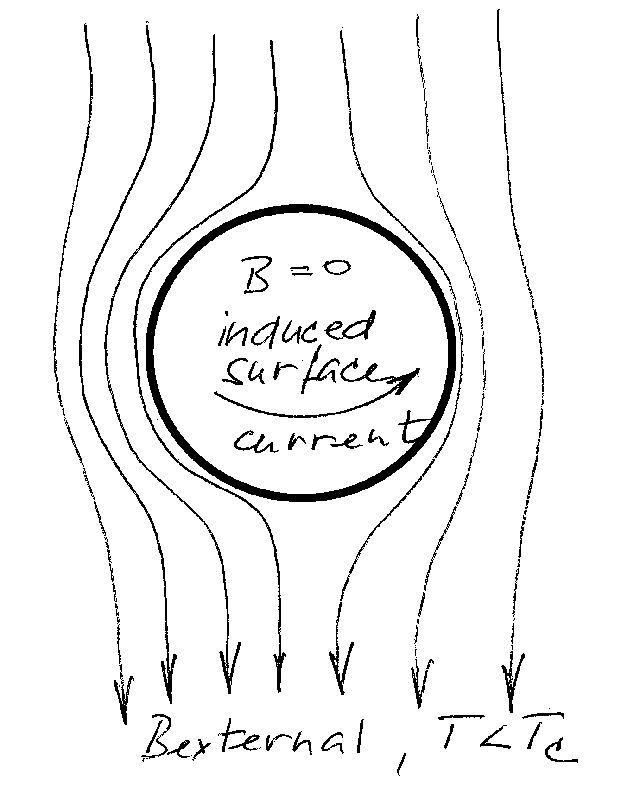 B = 0
induced
surface
current
Bexternal, T < Tc